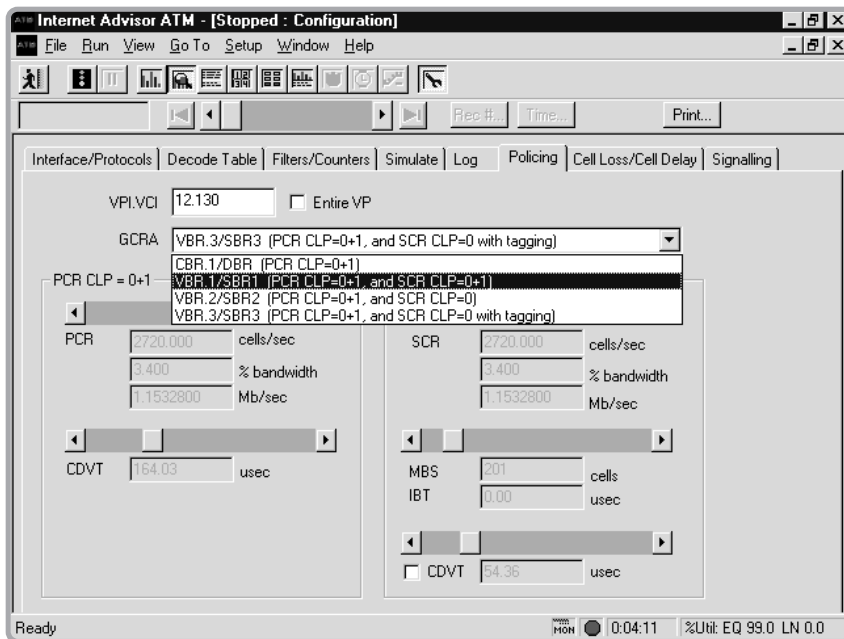 ATM Internet Advisor ATM - [Stopped : Configuration]
ATM File Run View Go To Setup Window Help
Rec #... Time... Print...
Interface/Protocols Decode Table Filters/Counters Simulate Log Policing Cell Loss/Cell Delay Signalling
VPI.VCI 12.130 Entire VP
GCRA VBR.3/SBR3 (PCR CLP=0+1, and SCR CLP=0 with tagging)
CBR.1/DBR (PCR CLP=0+1)
PCR CLP = 0+1 VBR.1/SBR1 (PCR CLP=0+1, and SCR CLP=0+1)
VBR.2/SBR2 (PCR CLP=0+1, and SCR CLP=0)
VBR.3/SBR3 (PCR CLP=0+1, and SCR CLP=0 with tagging)
PCR 2720.000 cells/sec SCR 2720.000 cells/sec
3.400 % bandwidth 3.400 % bandwidth
1.1532800 Mb/sec 1.1532800 Mb/sec
CDVT 164.03 usec MBS 201 cells
IBT 0.00 usec
CDVT 54.36 usec
Ready MON 0:04:11 %Util: EQ 99.0 LN 0.0